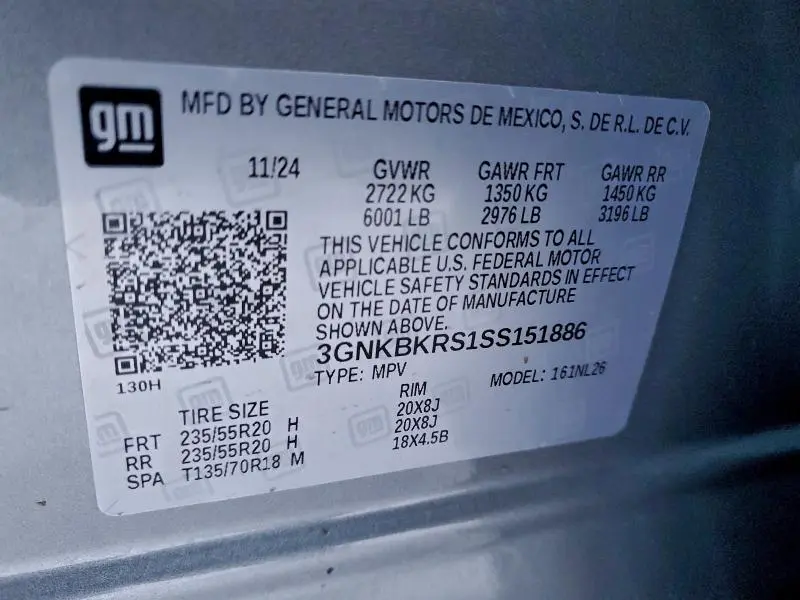 gm
MFD BY GENERAL MOTORS DE MEXICO, S. DE R.L. DE C.V.
11/24 GVWR GAWR FRT GAWR RR
2722 KG 1350 KG 1450 KG
6001 LB 2976 LB 3196 LB
THIS VEHICLE CONFORMS TO ALL
APPLICABLE U.S. FEDERAL MOTOR
VEHICLE SAFETY STANDARDS IN EFFECT
ON THE DATE OF MANUFACTURE
SHOWN ABOVE.
3GNKBKRS1SS151886
130H TYPE: MPV MODEL: 161NL26
TIRE SIZE RIM
FRT 235/55R20 H 20X8J
RR 235/55R20 H 20X8J
SPA T135/70R18 M 18X4.5B